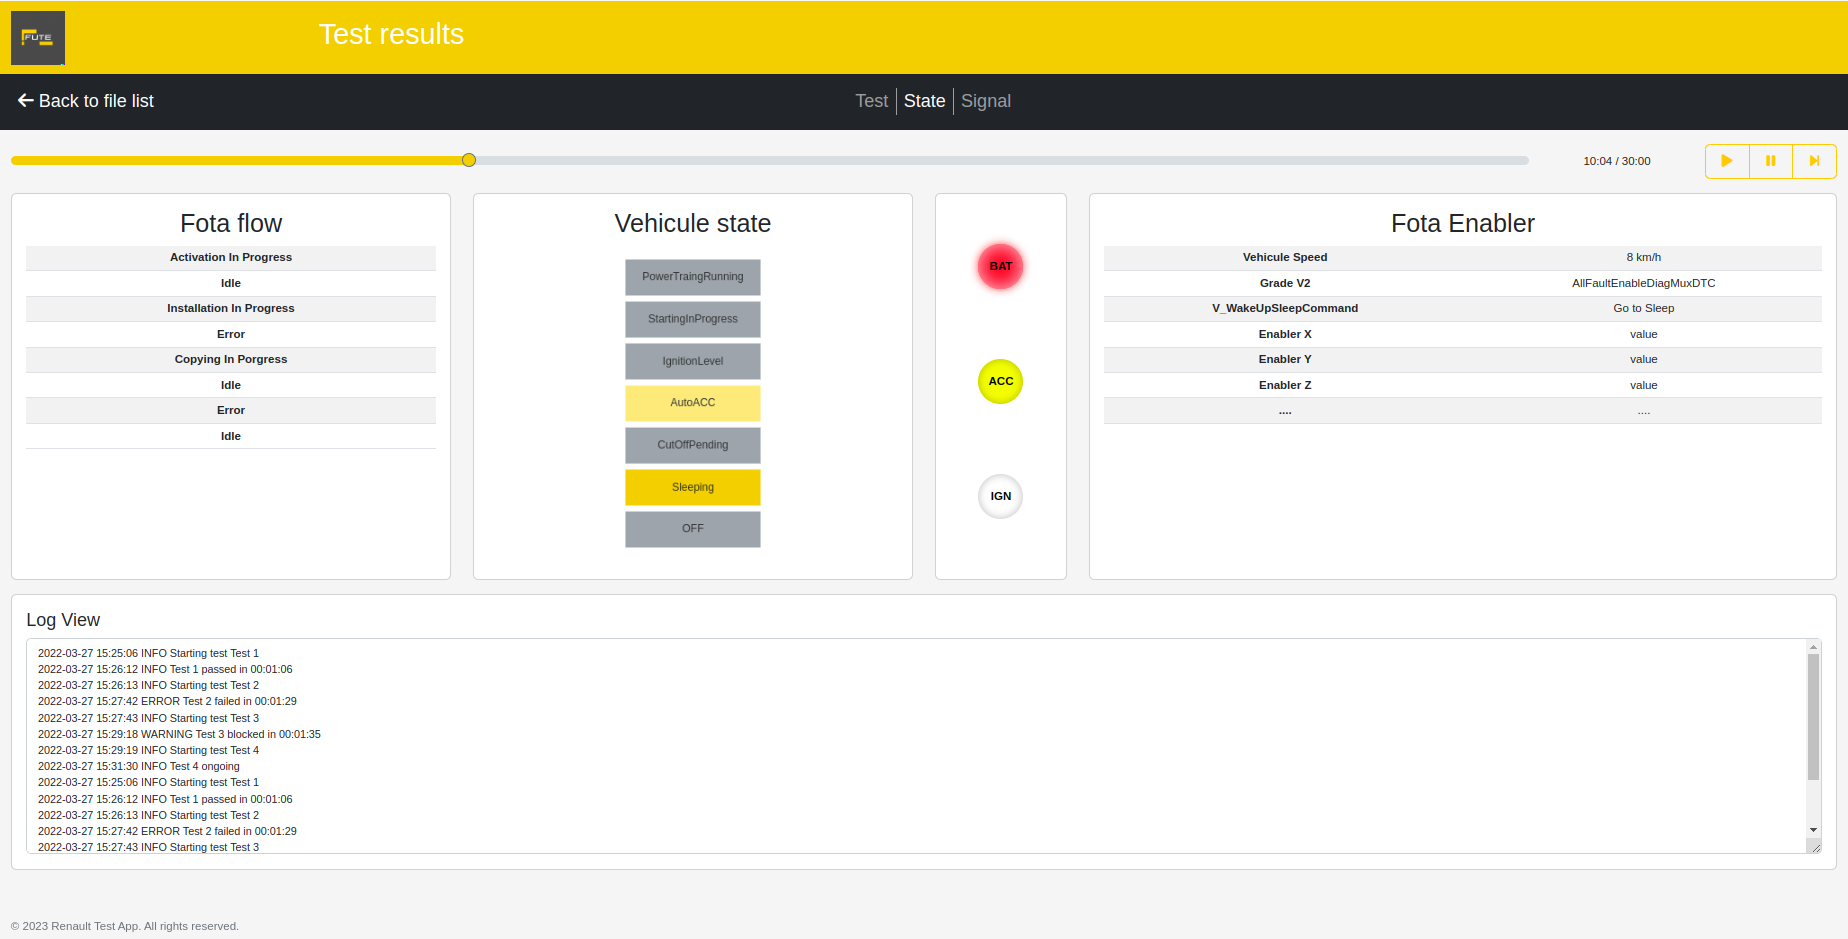 FUTE
Test results
Back to file list
Test
State
Signal
10:04 / 30:00
Fota flow
Activation In Progress
Idle
Installation In Progress
Error
Copying In Porgress
Idle
Error
Idle
Vehicule state
PowerTraingRunning
StartingInProgress
IgnitionLevel
AutoACC
CutOffPending
Sleeping
OFF
BAT
ACC
IGN
Fota Enabler
Vehicule Speed 8 km/h
Grade V2 AllFaultEnableDiagMuxDTC
V_WakeUpSleepCommand Go to Sleep
Enabler X value
Enabler Y value
Enabler Z value
.... ....
Log View
2022-03-27 15:25:06 INFO Starting test Test 1
2022-03-27 15:26:12 INFO Test 1 passed in 00:01:06
2022-03-27 15:26:13 INFO Starting test Test 2
2022-03-27 15:27:42 ERROR Test 2 failed in 00:01:29
2022-03-27 15:27:43 INFO Starting test Test 3
2022-03-27 15:29:18 WARNING Test 3 blocked in 00:01:35
2022-03-27 15:29:19 INFO Starting test Test 4
2022-03-27 15:31:30 INFO Test 4 ongoing
2022-03-27 15:25:06 INFO Starting test Test 1
2022-03-27 15:26:12 INFO Test 1 passed in 00:01:06
2022-03-27 15:26:13 INFO Starting test Test 2
2022-03-27 15:27:42 ERROR Test 2 failed in 00:01:29
2022-03-27 15:27:43 INFO Starting test Test 3
© 2023 Renault Test App. All rights reserved.